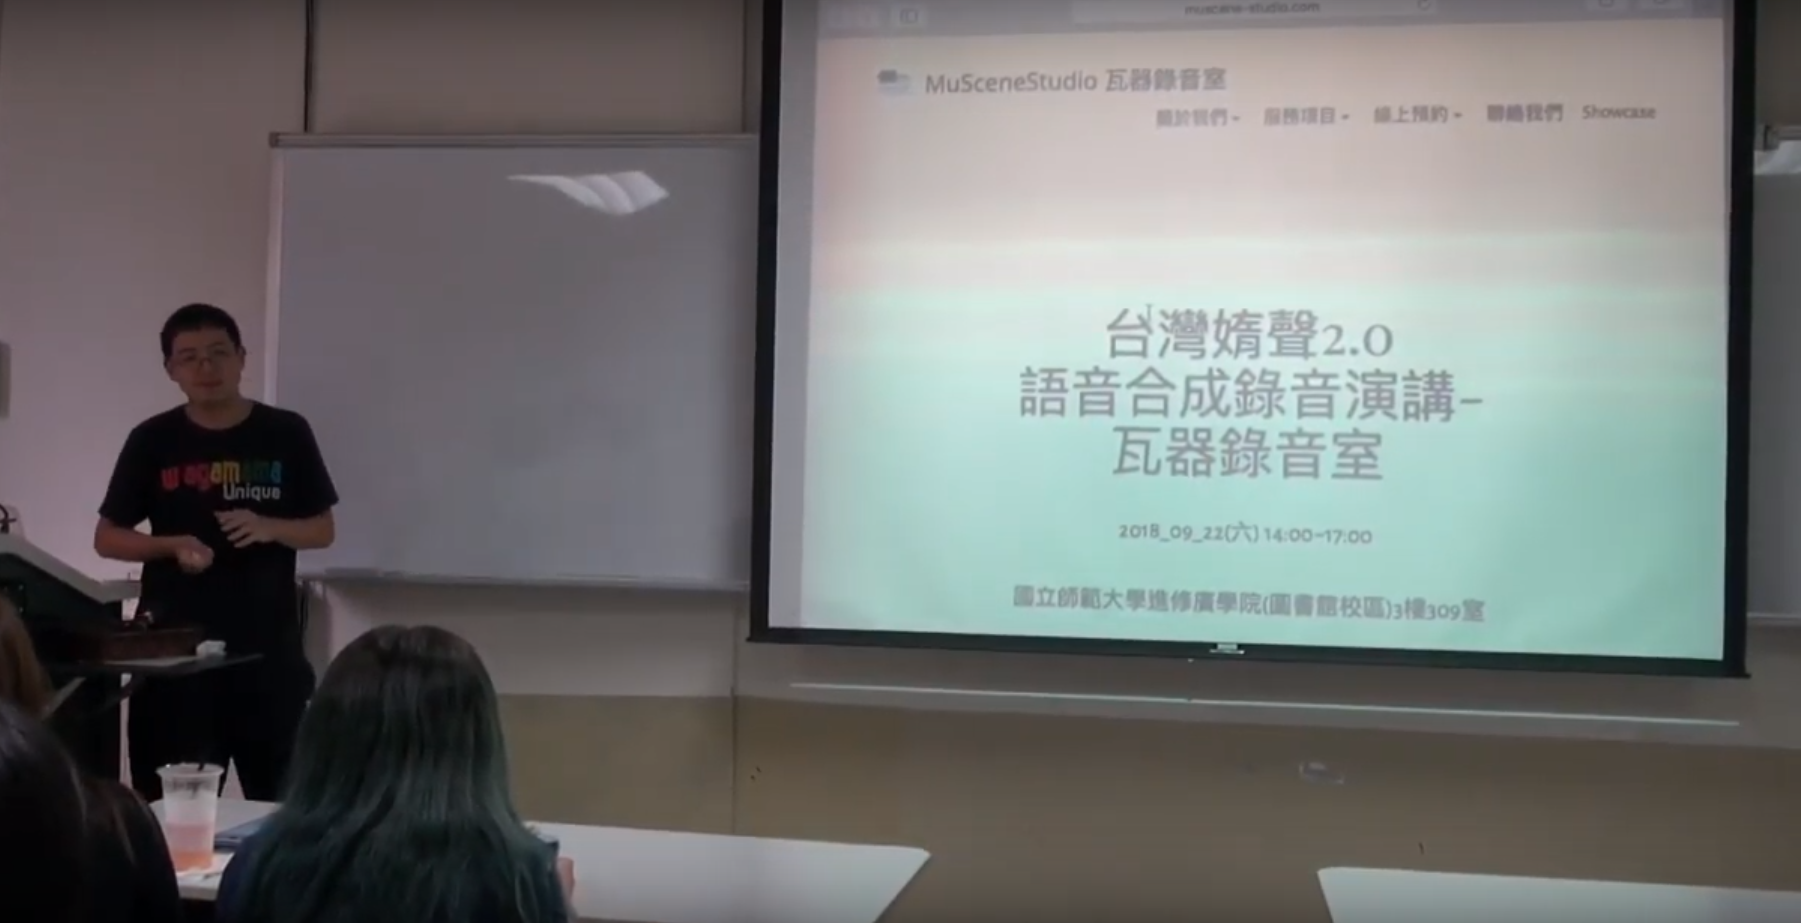 muscene-studio.com
MuSceneStudio 瓦器錄音室
關於我們 服務項目 線上預約 聯絡我們 Showcase
台灣媠聲2.0
語音合成錄音演講-
瓦器錄音室
2018_09_22(六) 14:00-17:00
國立師範大學進修廣學院(圖書館校區)3樓309室
wagamama
Unique